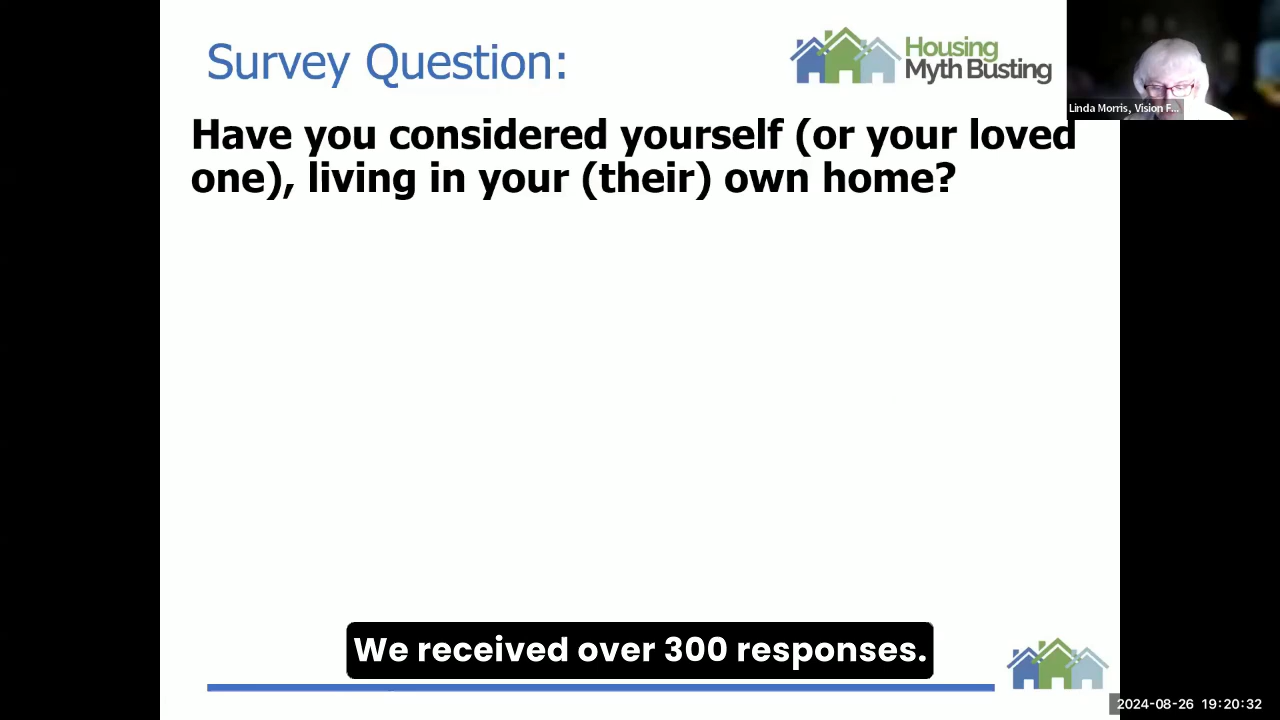 Survey Question:
Housing
Myth Busting
Linda Morris, Vision F...
Have you considered yourself (or your loved
one), living in your (their) own home?
We received over 300 responses.
2024-08-26 19:20:32